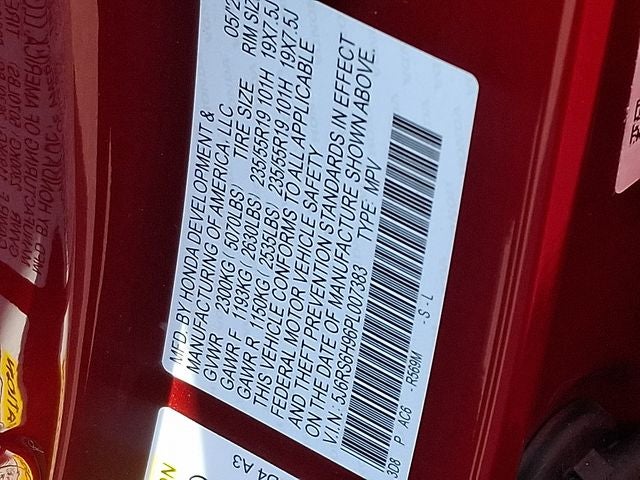 MFD. BY HONDA DEVELOPMENT &
MANUFACTURING OF AMERICA, LLC 05/2
GVWR 2300KG( 5070LBS) TIRE SIZE RIM SIZ
GAWR F 1193KG( 2630LBS) 235/55R19 101H 19X7.5J
GAWR R 1150KG( 2535LBS) 235/55R19 101H 19X7.5J
THIS VEHICLE CONFORMS TO ALL APPLICABLE
FEDERAL MOTOR VEHICLE SAFETY
AND THEFT PREVENTION STANDARDS IN EFFECT
ON THE DATE OF MANUFACTURE SHOWN ABOVE.
V.I.N: 5J6RS6H96PL007383 TYPE: MPV
3D8 P AC6 -R569M -S-L
A3